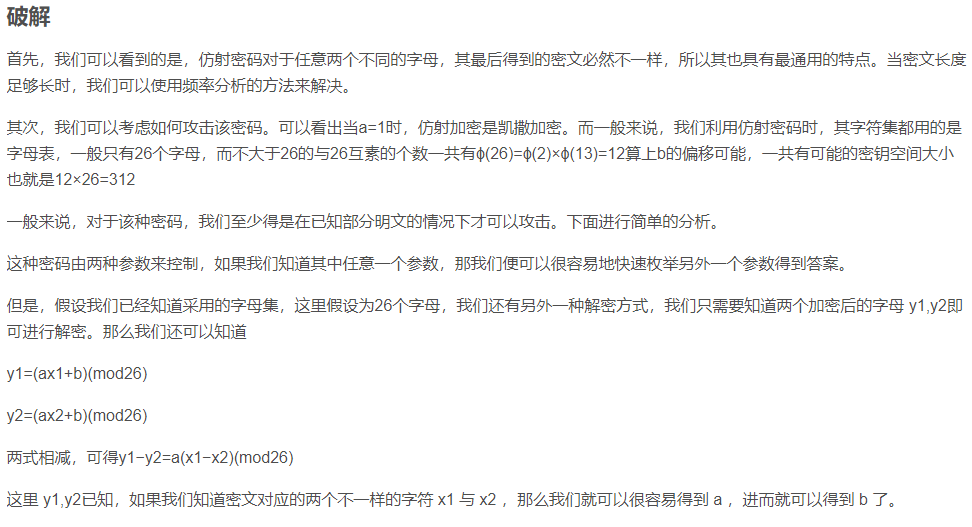 破解
首先，我们可以看到的是，仿射密码对于任意两个不同的字母，其最后得到的密文必然不一样，所以其也具有最通用的特点。当密文长度
足够长时，我们可以使用频率分析的方法来解决。
其次，我们可以考虑如何攻击该密码。可以看出当a=1时，仿射加密是凯撒加密。而一般来说，我们利用仿射密码时，其字符集都用的是
字母表，一般只有26个字母，而不大于26的与26互素的个数一共有ϕ(26)=ϕ(2)×ϕ(13)=12算上b的偏移可能，一共有可能的密钥空间大小
也就是12×26=312
一般来说，对于该种密码，我们至少得是在已知部分明文的情况下才可以攻击。下面进行简单的分析。
这种密码由两种参数来控制，如果我们知道其中任意一个参数，那我们便可以很容易地快速枚举另外一个参数得到答案。
但是，假设我们已经知道采用的字母集，这里假设为26个字母，我们还有另外一种解密方式，我们只需要知道两个加密后的字母 y1,y2即
可进行解密。那么我们还可以知道
y1=(ax1+b)(mod26)
y2=(ax2+b)(mod26)
两式相减，可得y1−y2=a(x1−x2)(mod26)
这里 y1,y2已知，如果我们知道密文对应的两个不一样的字符 x1 与 x2 ，那么我们就可以很容易得到 a ，进而就可以得到 b 了。